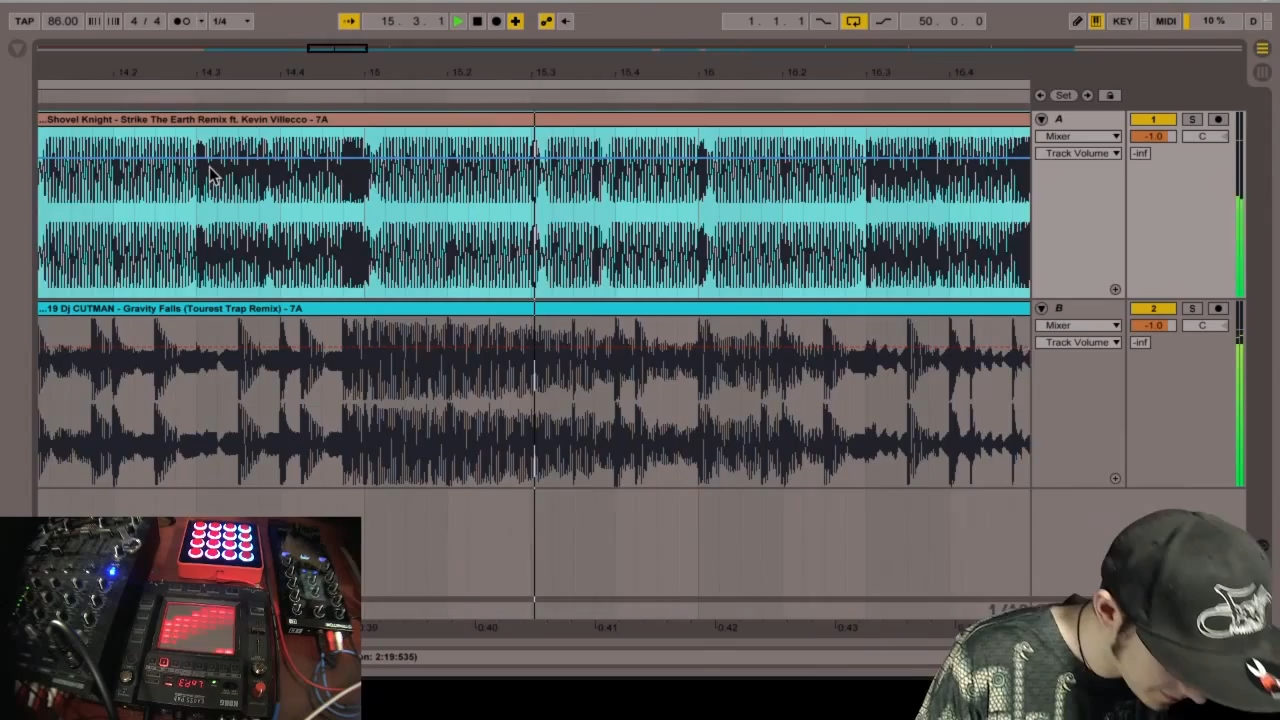 TAP 86.00 4 / 4 1/4 15. 3. 1 1. 1. 1 50. 0. 0 KEY MIDI 10 % D
14.2 14.3 14.4 15 15.2 15.3 15.4 16 16.2 16.3 16.4
Set
...Shovel Knight - Strike The Earth Remix ft. Kevin Villecco - 7A
A 1 S
Mixer -1.0 C
Track Volume -inf
...19 Dj CUTMAN - Gravity Falls (Tourest Trap Remix) - 7A
B 2 S
Mixer -1.0 C
Track Volume -inf
:39 0:40 0:41 0:42 0:43
n: 2:19:535)
KORG